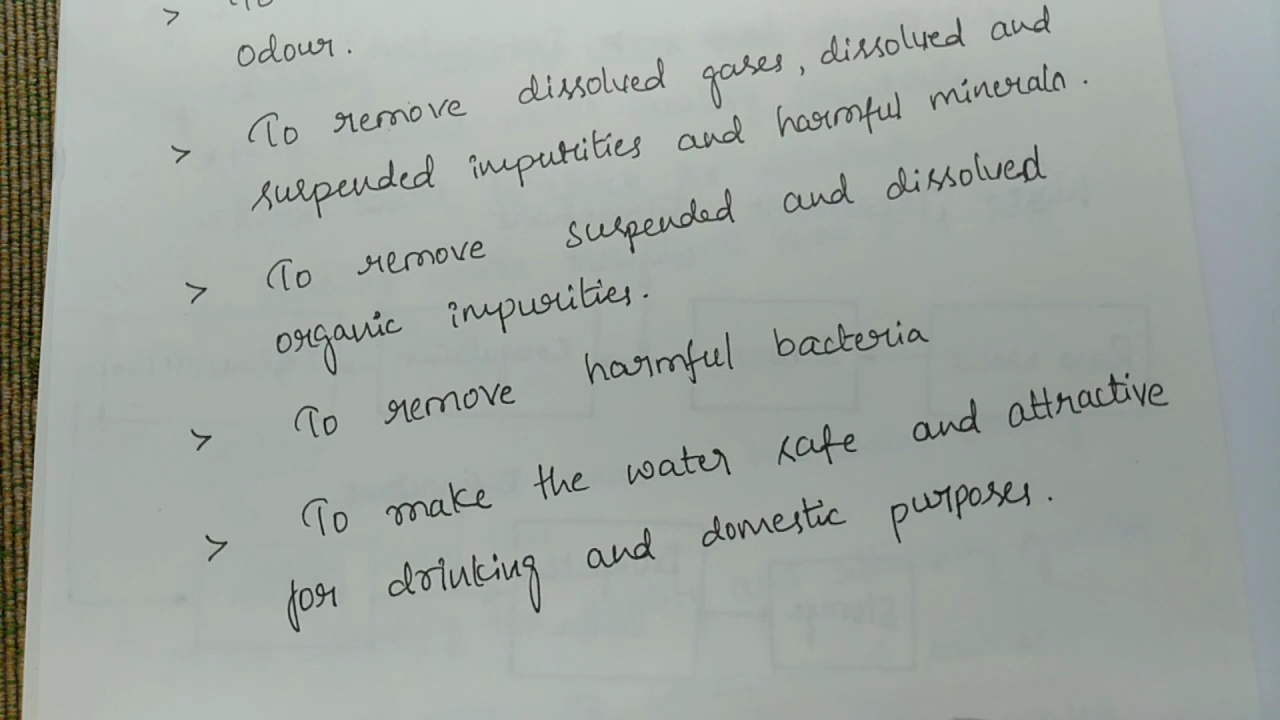 > To
odour.
> To remove dissolved gases, dissolved and
suspended impurities and harmful minerals.
> To remove suspended and dissolved
organic impurities.
> To remove harmful bacteria
> To make the water safe and attractive
for drinking and domestic purposes.